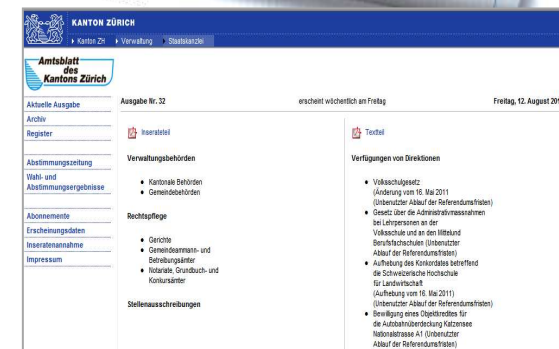 KANTON ZÜRICH
Kanton ZH Verwaltung Staatskanzlei
Amtsblatt
des
Kantons Zürich
Aktuelle Ausgabe
Archiv
Register
Abstimmungszeitung
Wahl- und
Abstimmungsergebnisse
Abonnemente
Erscheinungsdaten
Inseratenannahme
Impressum
Ausgabe Nr. 32 erscheint wöchentlich am Freitag Freitag, 12. August 201
Inserateteil
Verwaltungsbehörden
Kantonale Behörden
Gemeindebehörden
Rechtspflege
Gerichte
Gemeindeammann- und
Betreibungsämter
Notariate, Grundbuch- und
Konkursämter
Stellenausschreibungen
Textteil
Verfügungen von Direktionen
Volksschulgesetz
(Änderung vom 16. Mai 2011
(Unbenutzter Ablauf der Referendumsfristen)
Gesetz über die Administrativmassnahmen
bei Lehrpersonen an der
Volksschule und an den Mittelund
Berufsfachschulen (Unbenutzter
Ablauf der Referendumsfristen)
Aufhebung des Konkordates betreffend
die Schweizerische Hochschule
für Landwirtschaft
(Aufhebung vom 16. Mai 2011)
(Unbenutzter Ablauf der Referendumsfristen)
Bewilligung eines Objektkredites für
die Autobahnüberdeckung Katzensee
Nationalstrasse A1 (Unbenutzter
Ablauf der Referendumsfristen)